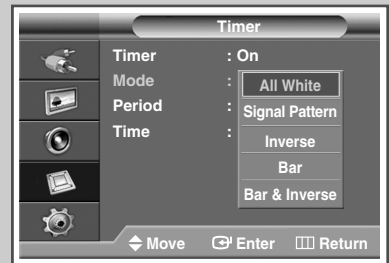 Timer
Timer : On
Mode :
All White
Period :
Signal Pattern
Time :
Inverse
Bar
Bar & Inverse
Move Enter Return